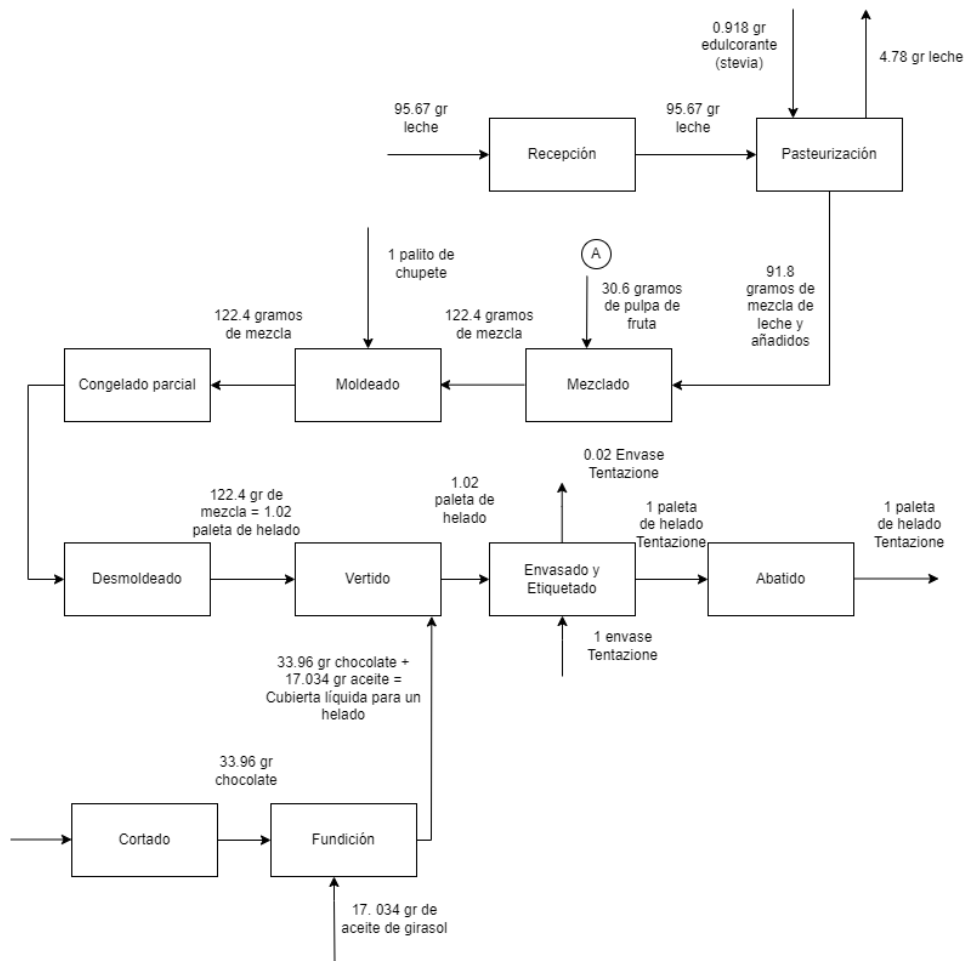 0.918 gr
edulcorante
(stevia)
4.78 gr leche
95.67 gr
leche
95.67 gr
leche
Recepción
Pasteurización
1 palito de
chupete
A
30.6 gramos
de pulpa de
fruta
91.8
gramos de
mezcla de
leche y
añadidos
122.4 gramos
de mezcla
122.4 gramos
de mezcla
Congelado parcial
Moldeado
Mezclado
0.02 Envase
Tentazione
122.4 gr de
mezcla = 1.02
paleta de helado
1.02
paleta de
helado
1 paleta
de helado
Tentazione
1 paleta
de helado
Tentazione
Desmoldeado
Vertido
Envasado y
Etiquetado
Abatido
1 envase
Tentazione
33.96 gr chocolate +
17.034 gr aceite =
Cubierta líquida para un
helado
33.96 gr
chocolate
Cortado
Fundición
17. 034 gr de
aceite de girasol